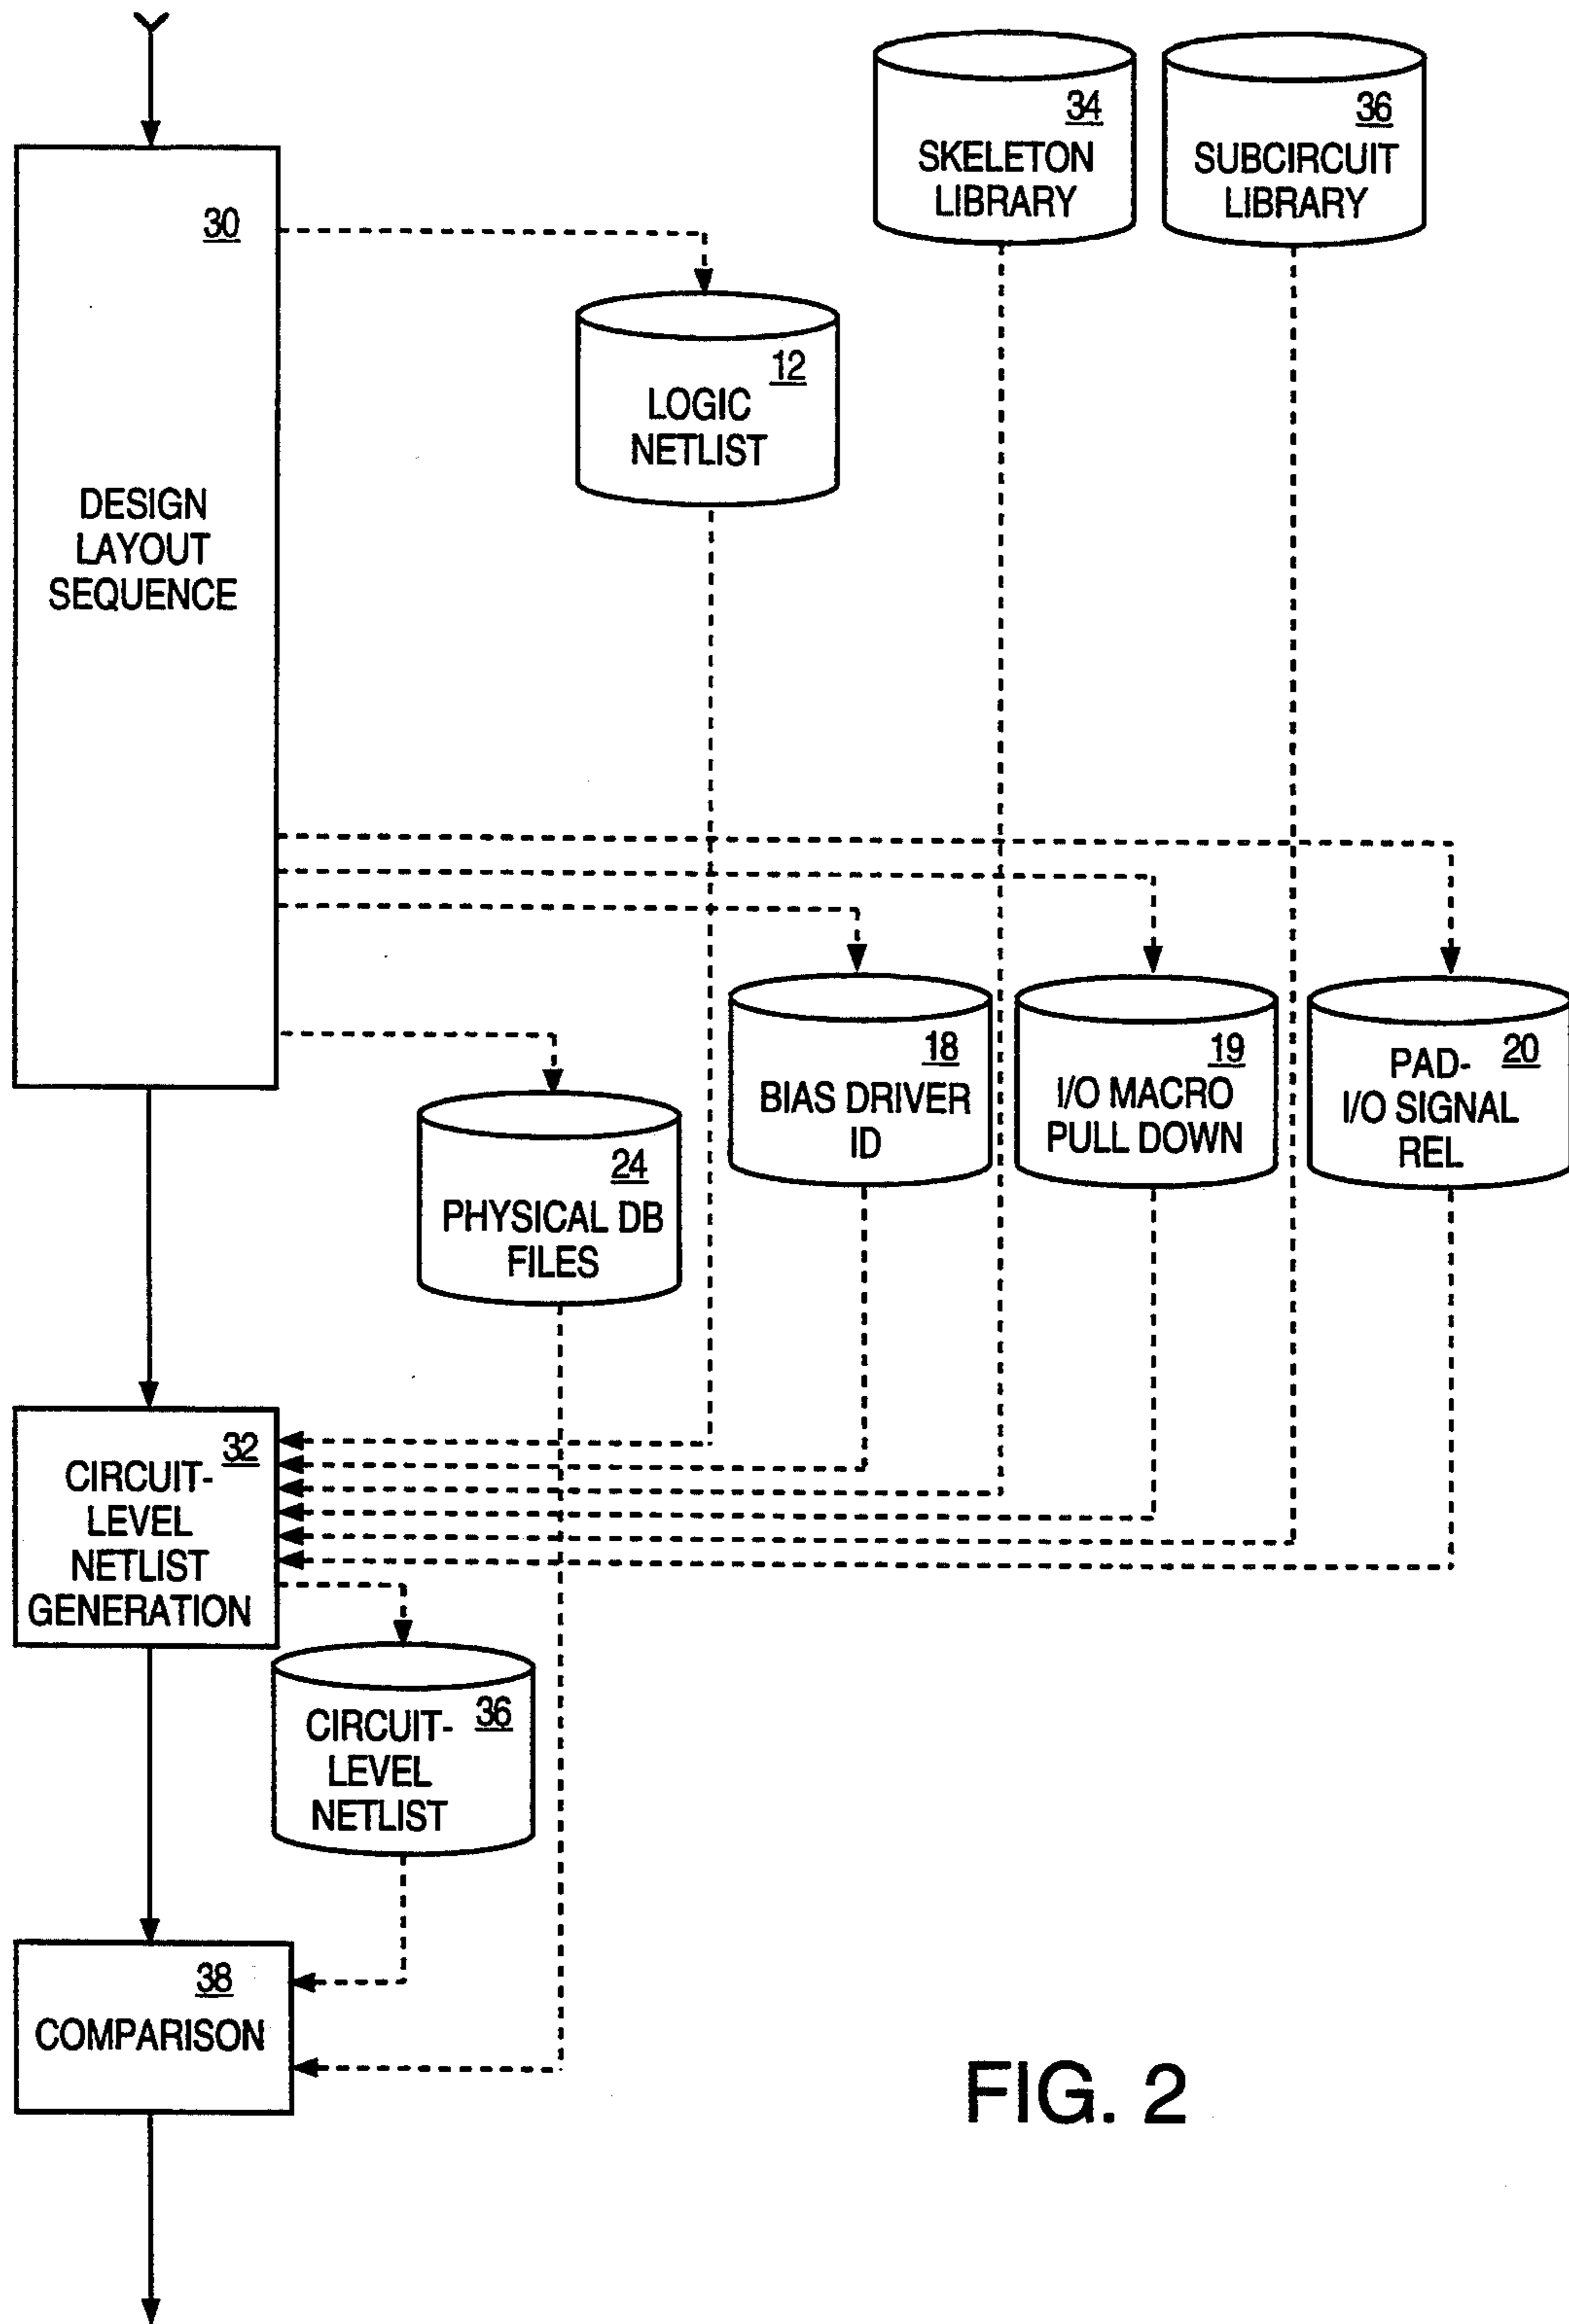 34
SKELETON
LIBRARY
36
SUBCIRCUIT
LIBRARY
30
DESIGN
LAYOUT
SEQUENCE
12
LOGIC
NETLIST
18
BIAS DRIVER
ID
19
I/O MACRO
PULL DOWN
20
PAD-
I/O SIGNAL
REL
24
PHYSICAL DB
FILES
32
CIRCUIT-
LEVEL
NETLIST
GENERATION
36
CIRCUIT-
LEVEL
NETLIST
38
COMPARISON
FIG. 2